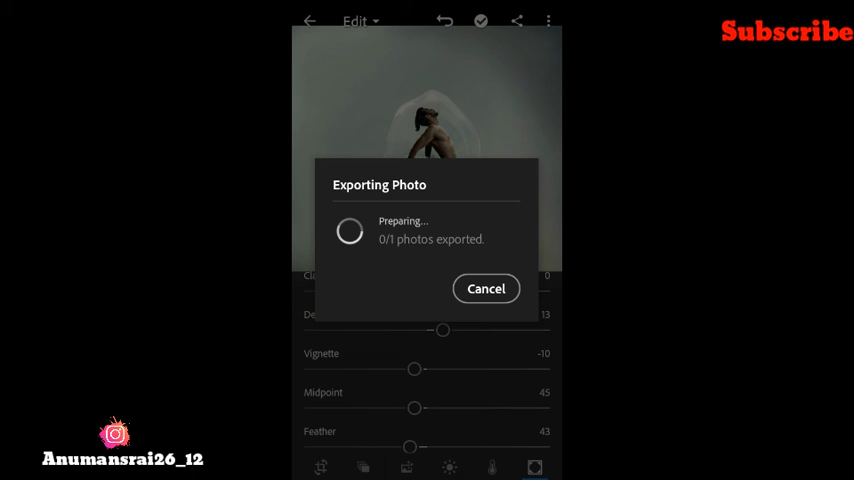 Edit
Subscribe
Exporting Photo
Preparing...
0/1 photos exported.
Cancel
0
13
Vignette
-10
Midpoint
45
Feather
43
Anumansrai26_12